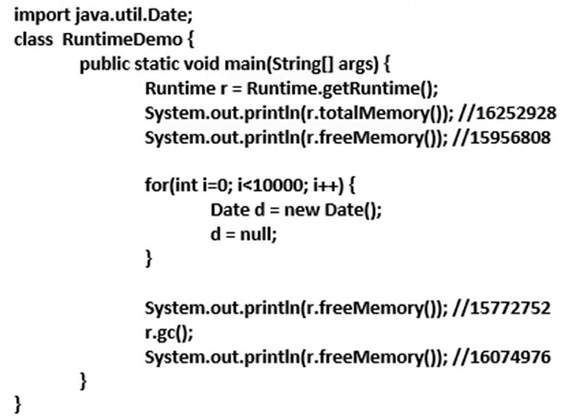 import java.util.Date;
class RuntimeDemo {
public static void main(String[] args) {
Runtime r = Runtime.getRuntime();
System.out.println(r.totalMemory()); //16252928
System.out.println(r.freeMemory()); //15956808
for(int i=0; i<10000; i++) {
Date d = new Date();
d = null;
}
System.out.println(r.freeMemory()); //15772752
r.gc();
System.out.println(r.freeMemory()); //16074976
}
}